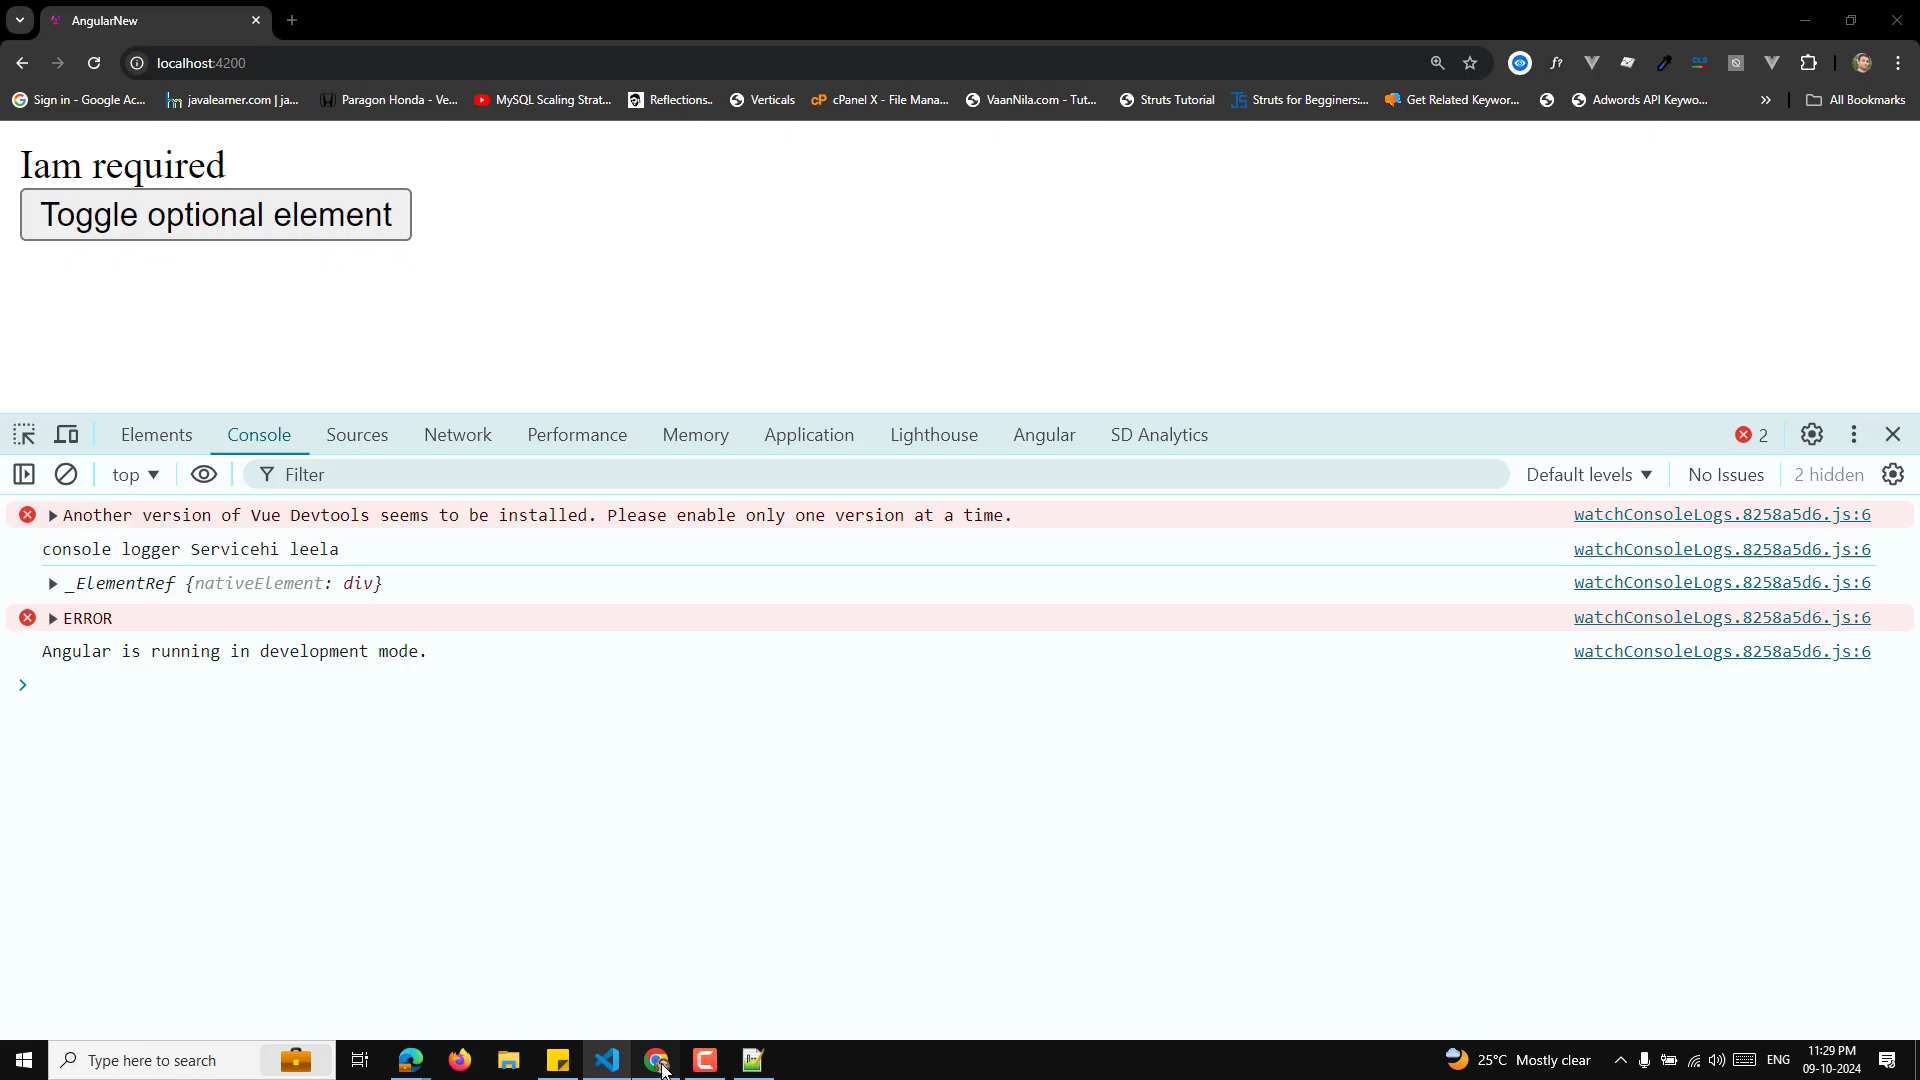 AngularNew
localhost:4200
Sign in - Google Ac...
javalearner.com | ja...
Paragon Honda - Ve...
MySQL Scaling Strat...
Reflections..
Verticals
cPanel X - File Mana...
VaanNila.com - Tut...
Struts Tutorial
Struts for Begginers:...
Get Related Keywor...
Adwords API Keywo...
All Bookmarks
Iam required
Toggle optional element
Elements
Console
Sources
Network
Performance
Memory
Application
Lighthouse
Angular
SD Analytics
2
top
Filter
Default levels
No Issues
2 hidden
Another version of Vue Devtools seems to be installed. Please enable only one version at a time.
watchConsoleLogs.8258a5d6.js:6
console logger Servicehi leela
watchConsoleLogs.8258a5d6.js:6
_ElementRef {nativeElement: div}
watchConsoleLogs.8258a5d6.js:6
ERROR
watchConsoleLogs.8258a5d6.js:6
Angular is running in development mode.
watchConsoleLogs.8258a5d6.js:6
Type here to search
25°C Mostly clear
ENG
11:29 PM
09-10-2024